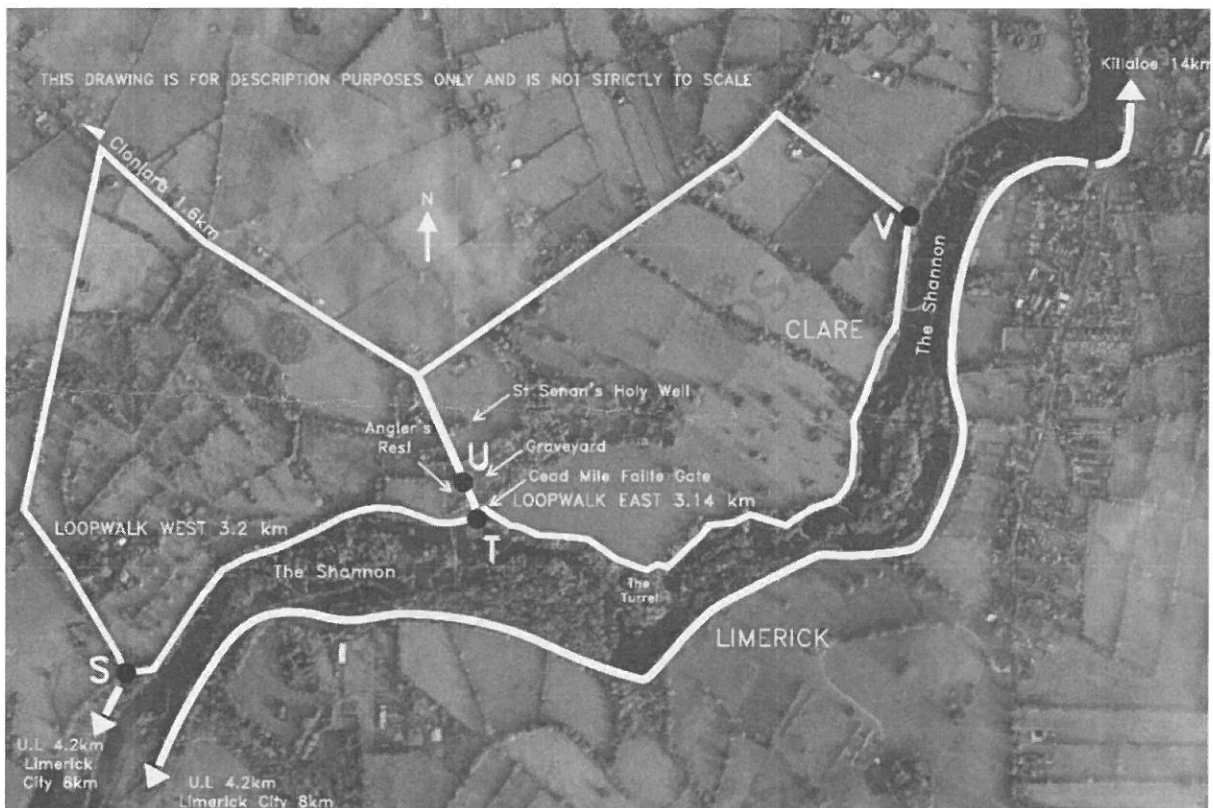 THIS DRAWING IS FOR DESCRIPTION PURPOSES ONLY AND IS NOT STRICTLY TO SCALE
Killaloe 14km
Clonlara 1.6km
N
V
The Shannon
CLARE
St Senan's Holy Well
Angler's
Rest
U
Graveyard
Cead Mile Failte Gate
LOOPWALK EAST 3.14 km
LOOPWALK WEST 3.2 km
T
The Shannon
The
Turret
LIMERICK
S
U.L 4.2km
Limerick
City 8km
U.L 4.2km
Limerick City 8km